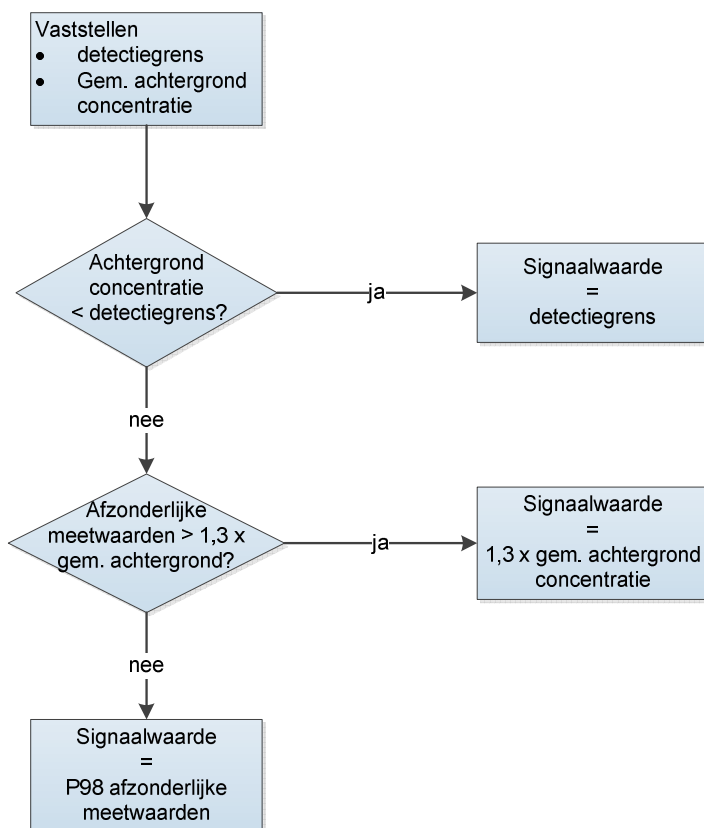 Vaststellen
• detectiegrens
• Gem. achtergrond
concentratie
Achtergrond
concentratie
< detectiegrens?
ja
Signaalwaarde
=
detectiegrens
nee
Afzonderlijke
meetwaarden > 1,3 x
gem. achtergrond?
ja
Signaalwaarde
=
1,3 x gem. achtergrond
concentratie
nee
Signaalwaarde
=
P98 afzonderlijke
meetwaarden